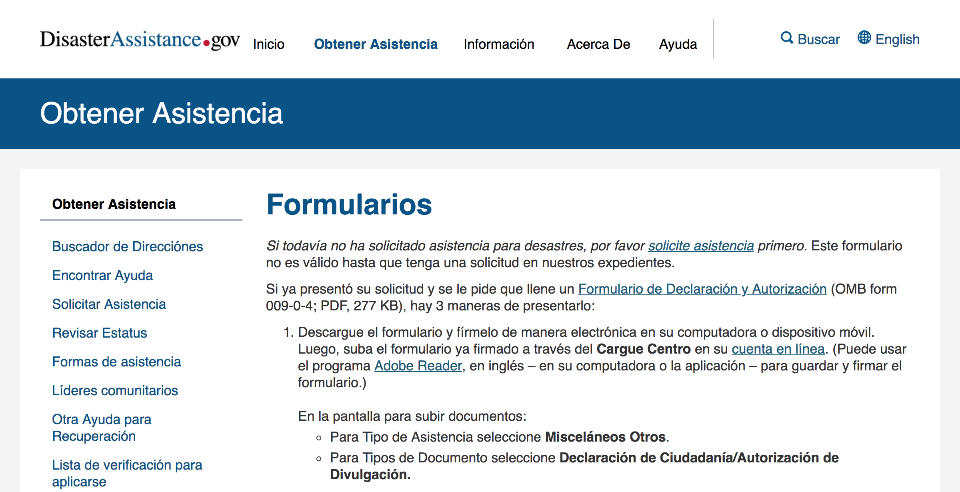 DisasterAssistance.gov
Inicio
Obtener Asistencia
Información
Acerca De
Ayuda
Buscar
English
Obtener Asistencia
Obtener Asistencia
Buscador de Direcciónes
Encontrar Ayuda
Solicitar Asistencia
Revisar Estatus
Formas de asistencia
Líderes comunitarios
Otra Ayuda para
Recuperación
Lista de verificación para
aplicarse
Formularios
Si todavía no ha solicitado asistencia para desastres, por favor solicite asistencia primero. Este formulario
no es válido hasta que tenga una solicitud en nuestros expedientes.
Si ya presentó su solicitud y se le pide que llene un Formulario de Declaración y Autorización (OMB form
009-0-4; PDF, 277 KB), hay 3 maneras de presentarlo:
1. Descargue el formulario y fírmelo de manera electrónica en su computadora o dispositivo móvil.
Luego, suba el formulario ya firmado a través del Cargue Centro en su cuenta en línea. (Puede usar
el programa Adobe Reader, en inglés – en su computadora o la aplicación – para guardar y firmar el
formulario.)
En la pantalla para subir documentos:
◦ Para Tipo de Asistencia seleccione Misceláneos Otros.
◦ Para Tipos de Documento seleccione Declaración de Ciudadanía/Autorización de
Divulgación.